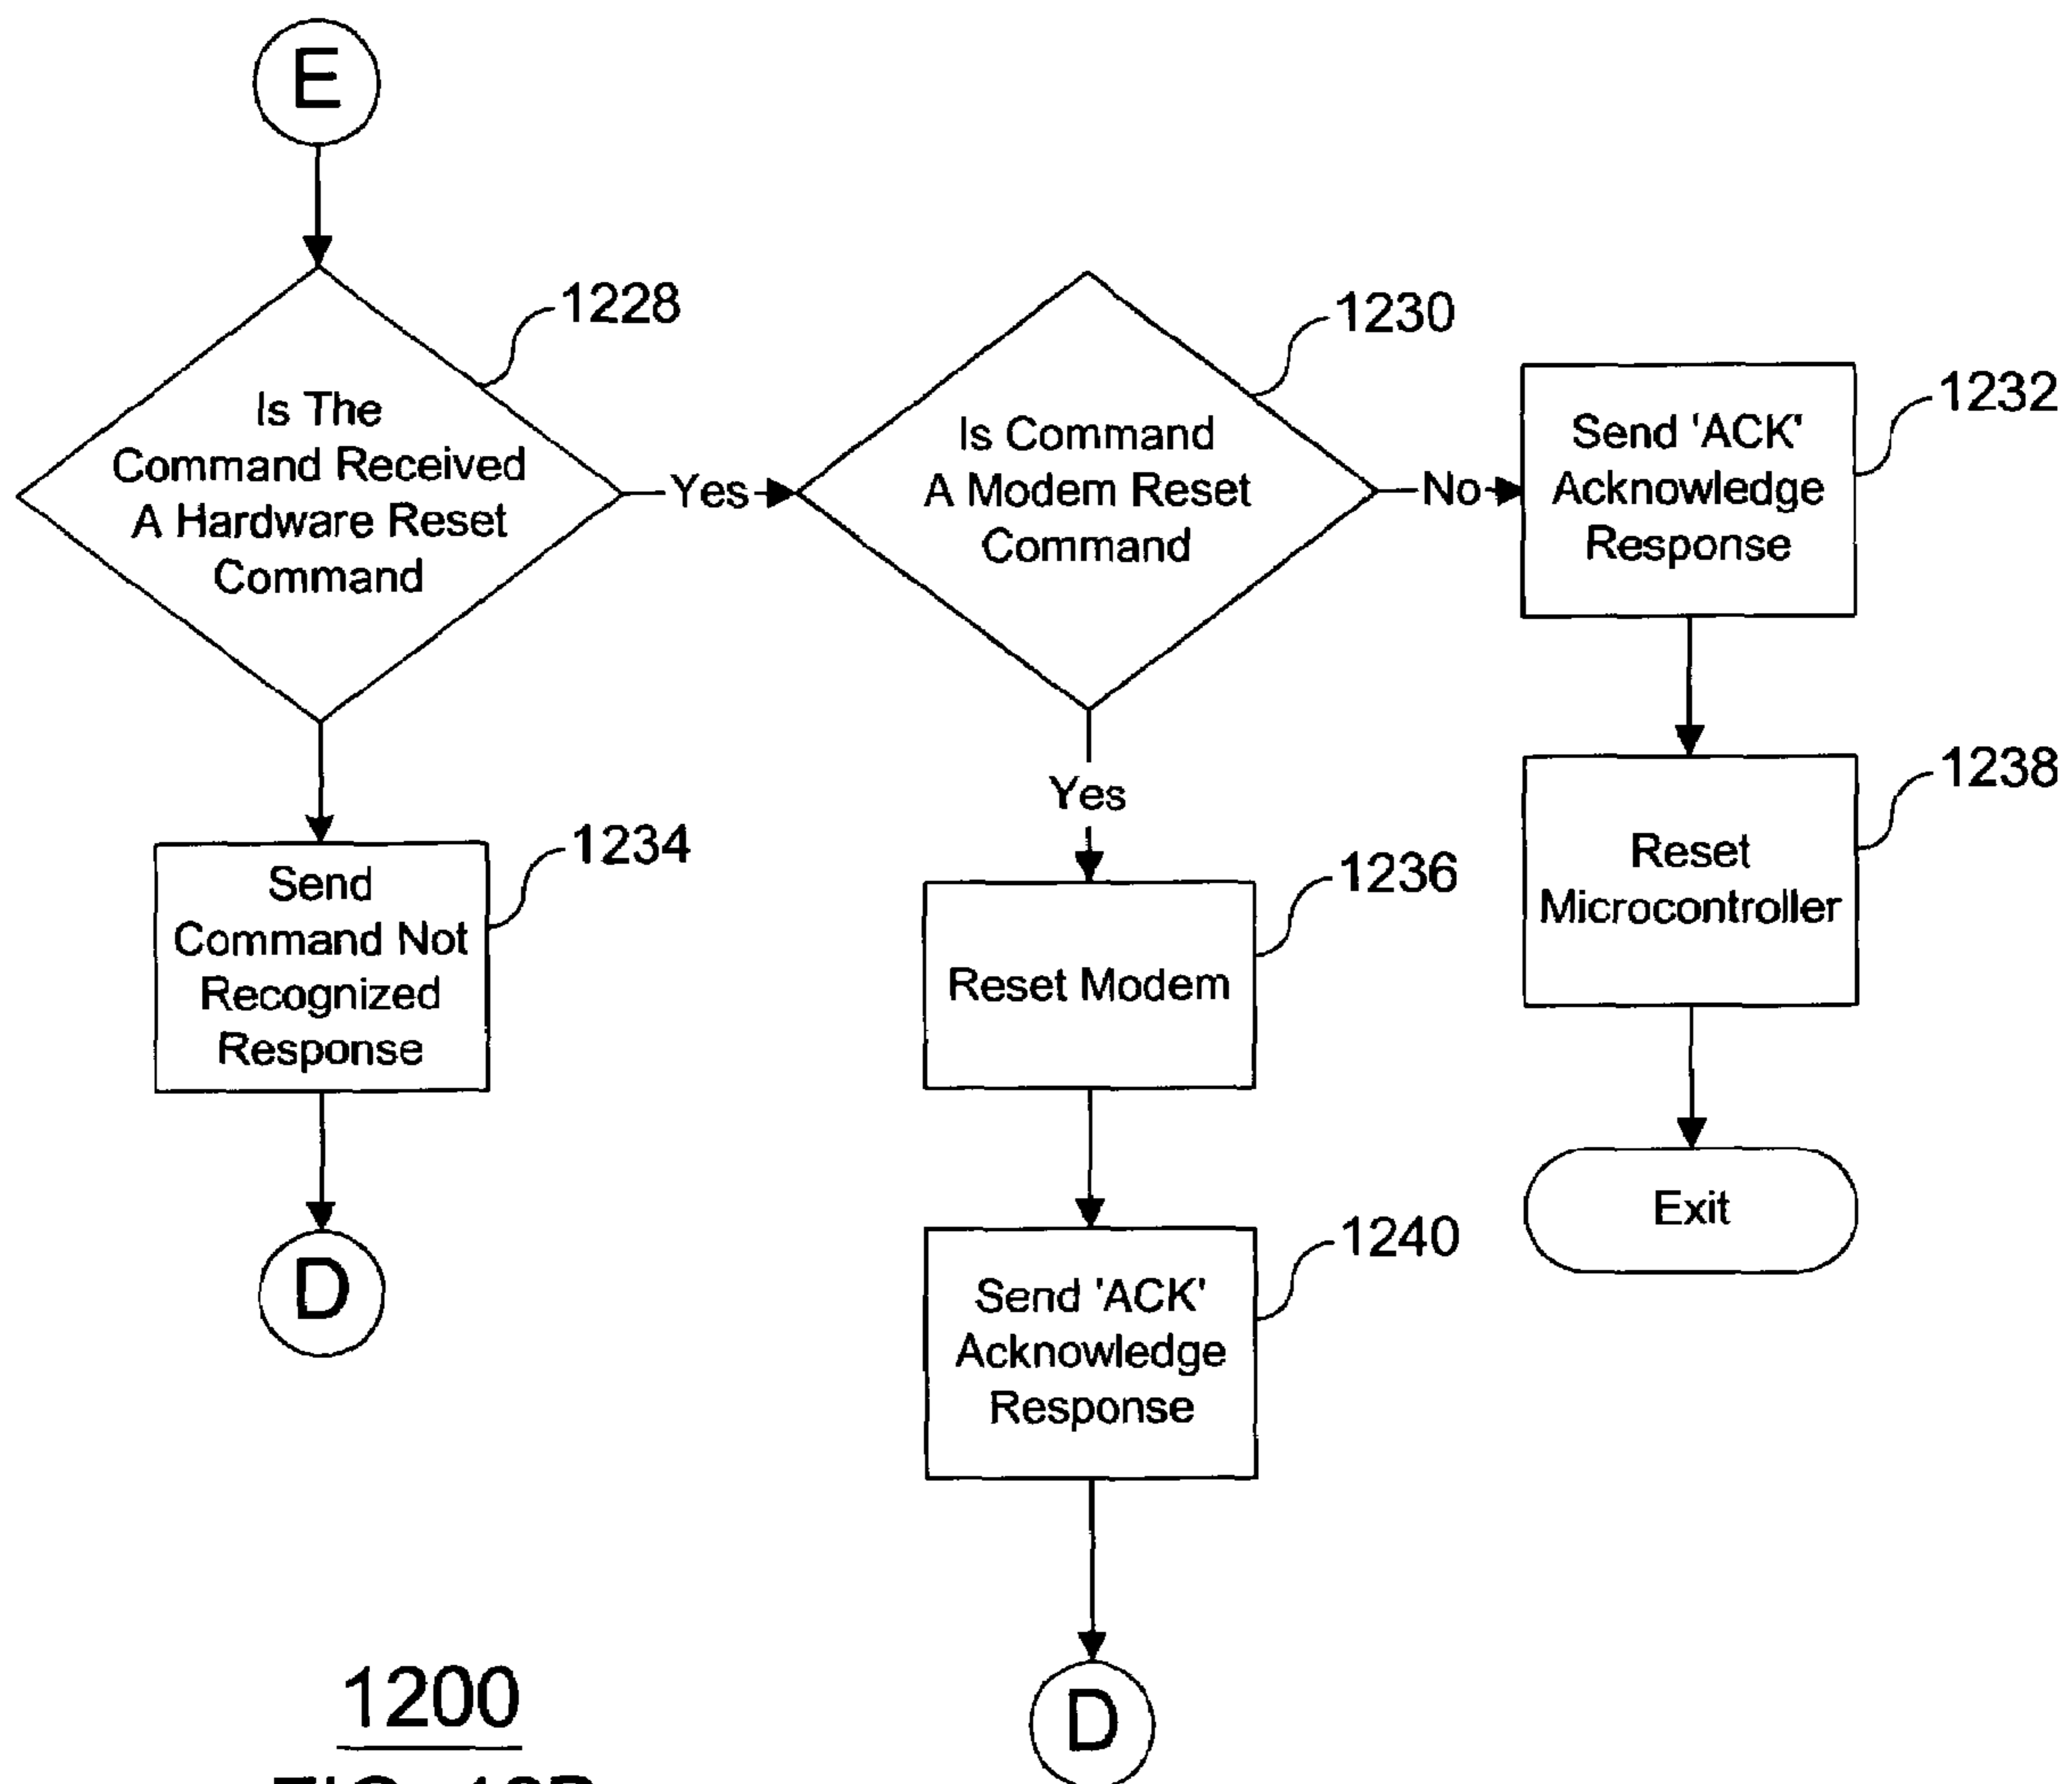 E
1228
Is The
Command Received
A Hardware Reset
Command
Yes
1230
Is Command
A Modem Reset
Command
No
1232
Send 'ACK'
Acknowledge
Response
1238
Reset
Microcontroller
Exit
Yes
1234
Send
Command Not
Recognized
Response
D
1236
Reset Modem
1240
Send 'ACK'
Acknowledge
Response
D
1200